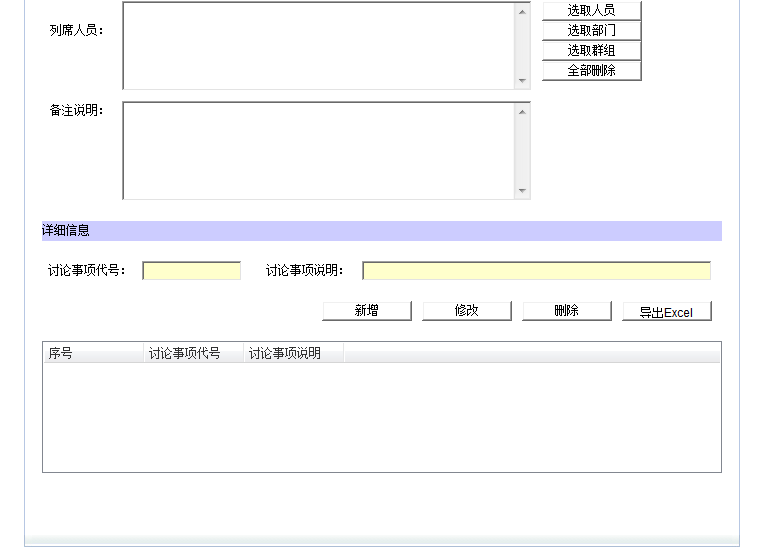 选取人员
列席人员：
选取部门
选取群组
全部删除
备注说明：
详细信息
讨论事项代号： 讨论事项说明：
新增 修改 删除 导出Excel
序号 讨论事项代号 讨论事项说明